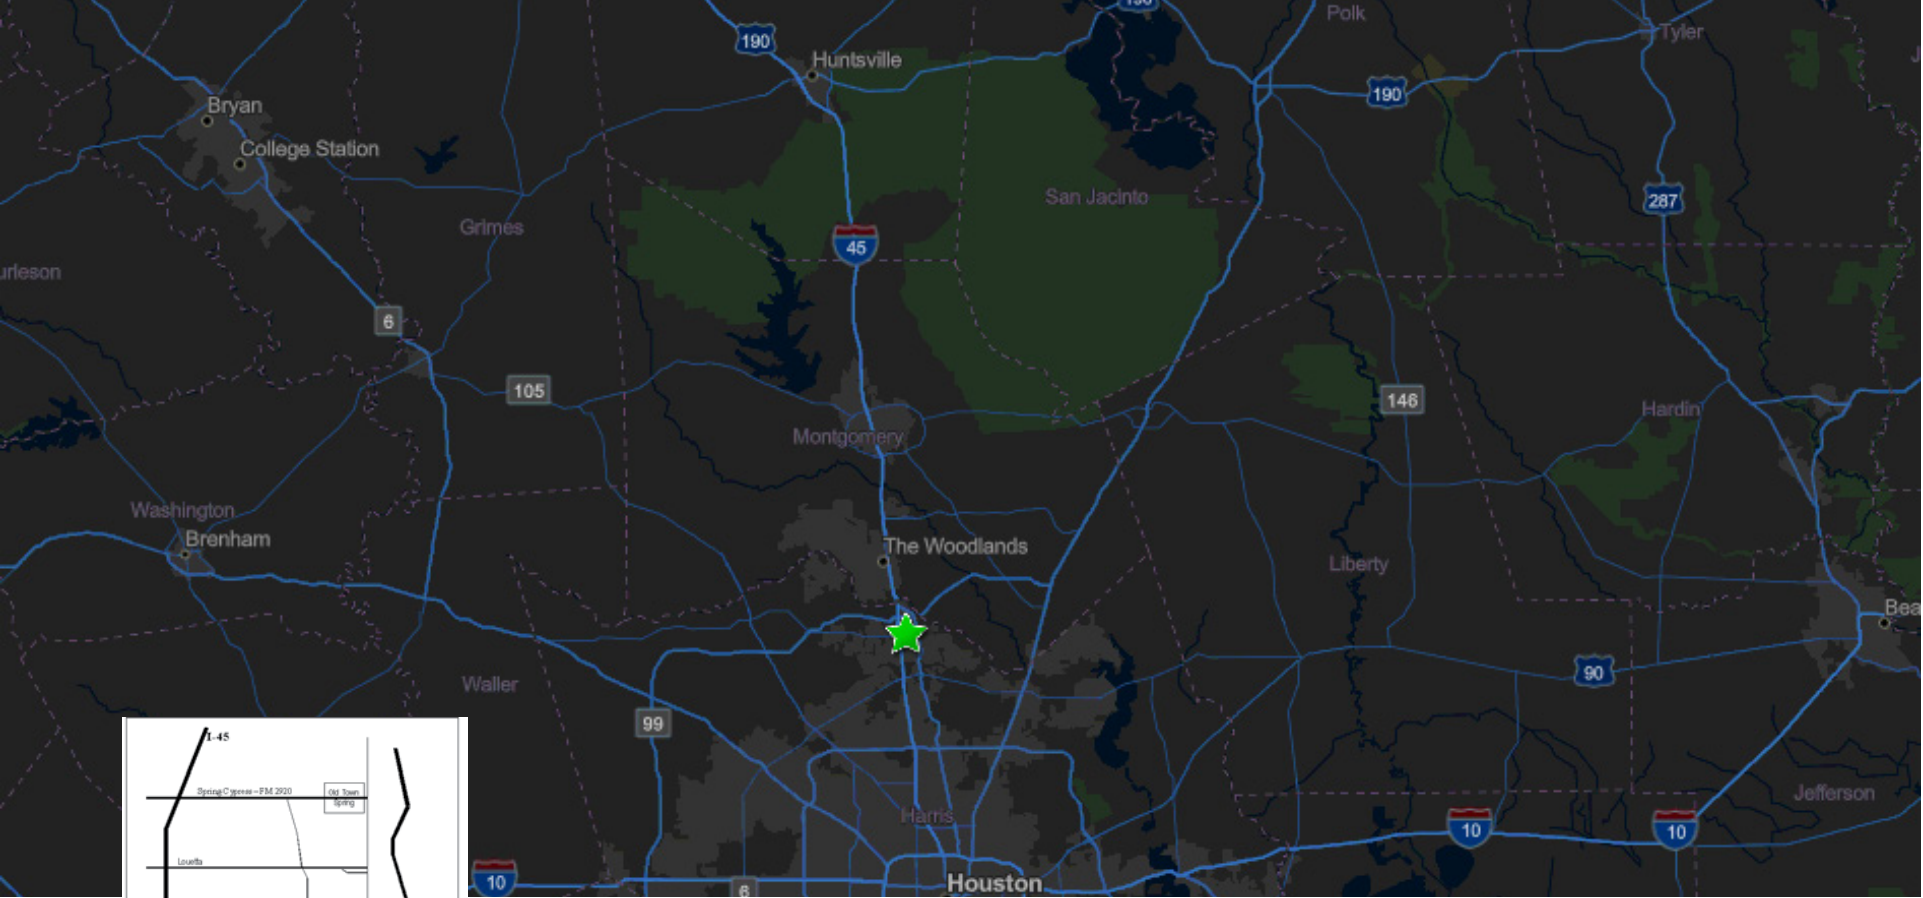 190
Polk
Tyler
190
Huntsville
190
Bryan
College Station
287
San Jacinto
Grimes
45
urleson
6
105
146
Hardin
Montgomery
Washington
Brenham
The Woodlands
Liberty
Bea
90
Waller
99
I-45
Spring Cypress-FM 2920
Old Town
Spring
Jefferson
Harris
10
10
Louetta
10
6
Houston